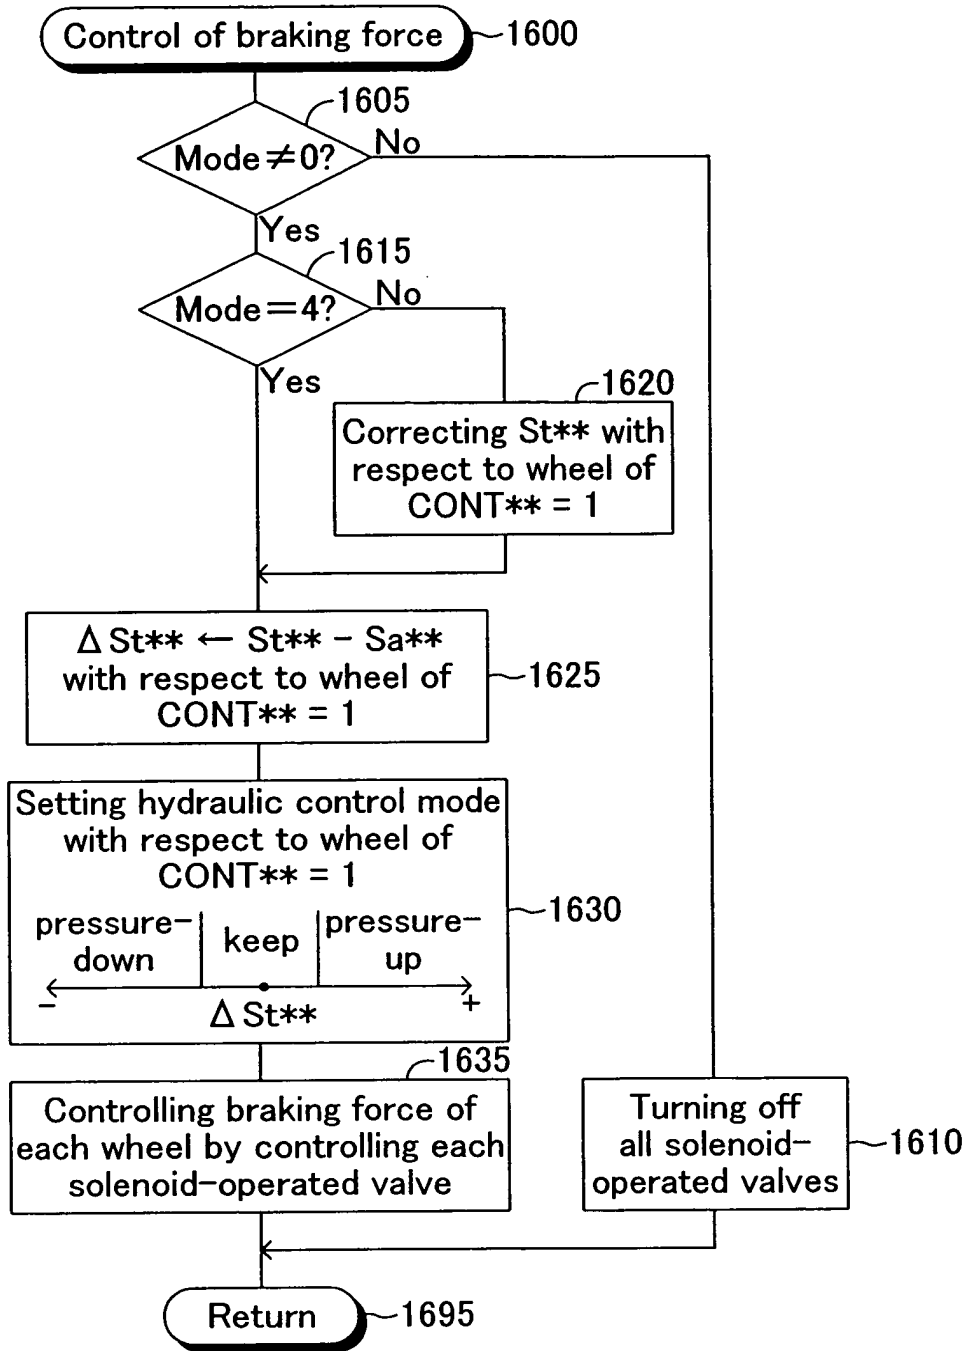 Control of braking force
1600
1605
Mode≠0?
No
Yes
1615
Mode=4?
No
Yes
1620
Correcting St** with
respect to wheel of
CONT** = 1
Δ St** ← St** - Sa**
with respect to wheel of
CONT** = 1
1625
Setting hydraulic control mode
with respect to wheel of
CONT** = 1
pressure-
down
keep
pressure-
up
-
+
Δ St**
1630
1635
Controlling braking force of
each wheel by controlling each
solenoid-operated valve
Turning off
all solenoid-
operated valves
1610
Return
1695